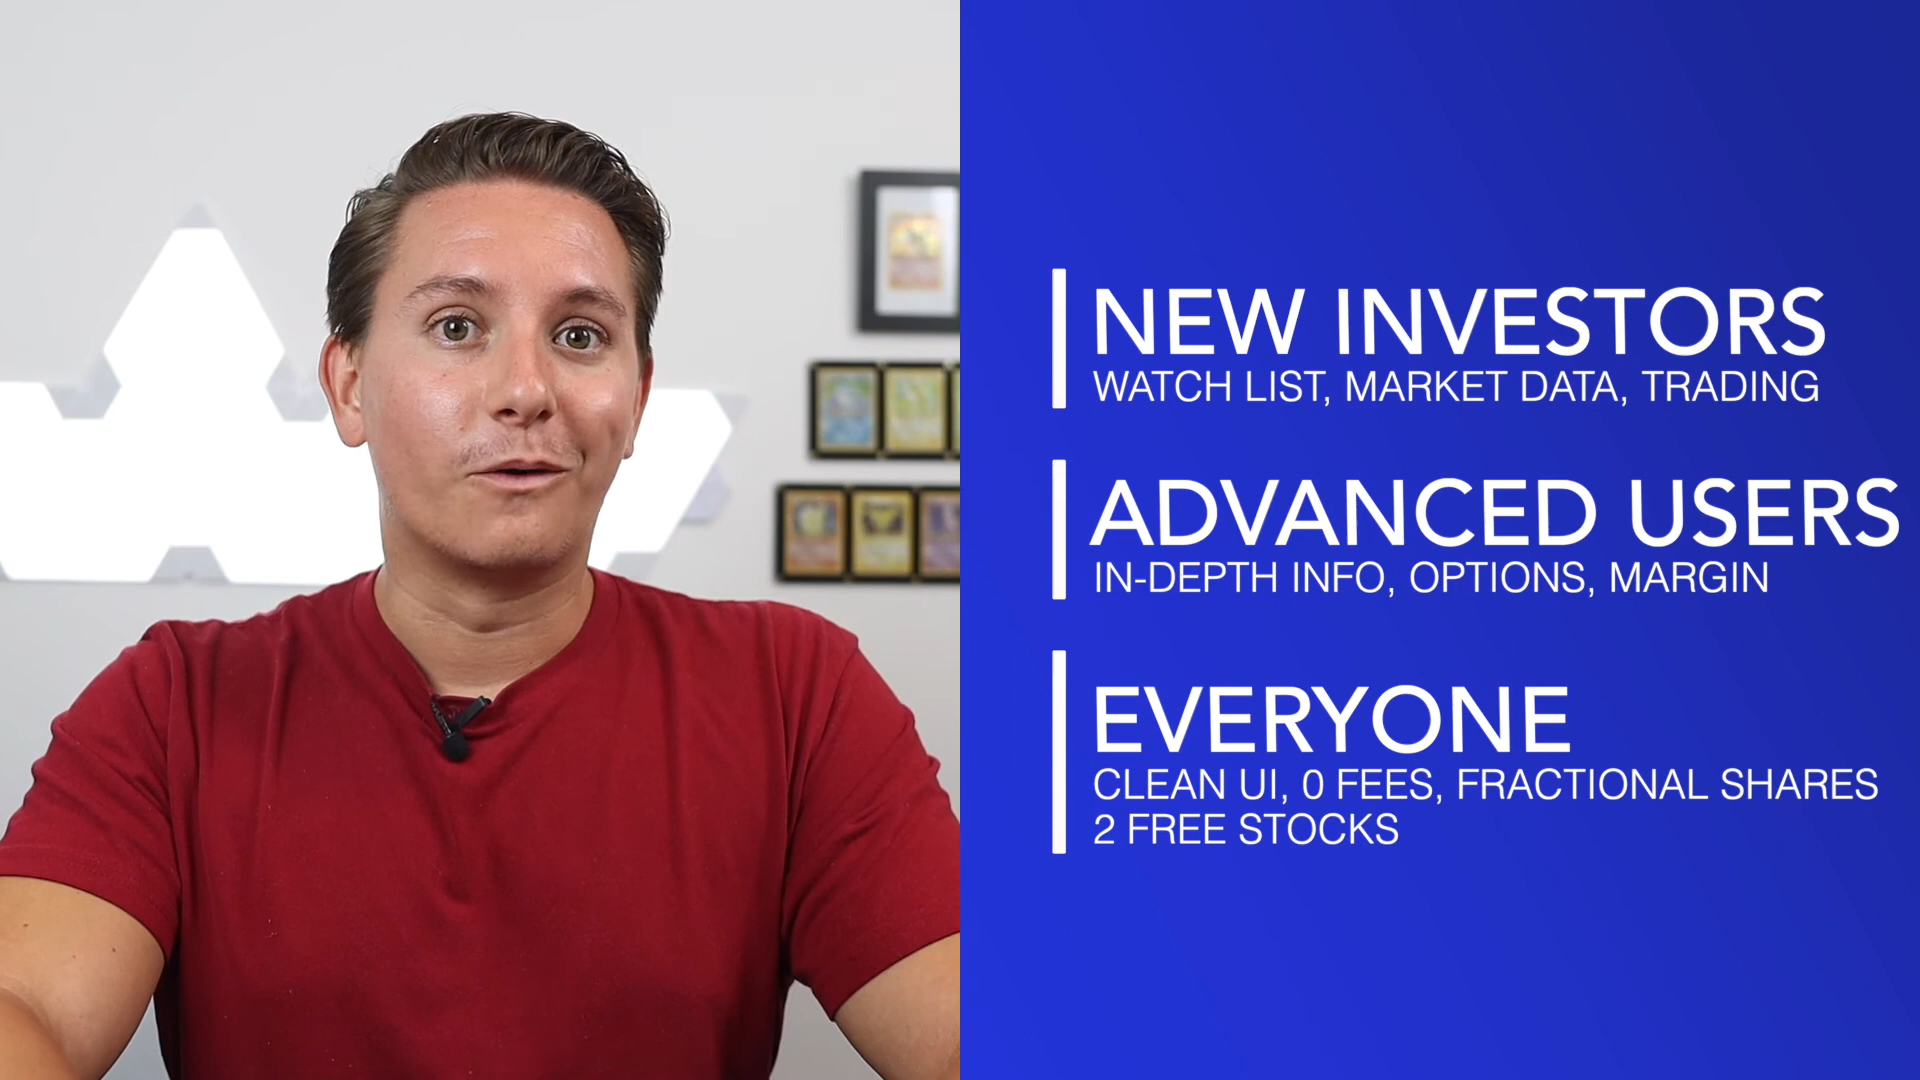 NEW INVESTORS
WATCH LIST, MARKET DATA, TRADING
ADVANCED USERS
IN-DEPTH INFO, OPTIONS, MARGIN
EVERYONE
CLEAN UI, 0 FEES, FRACTIONAL SHARES
2 FREE STOCKS